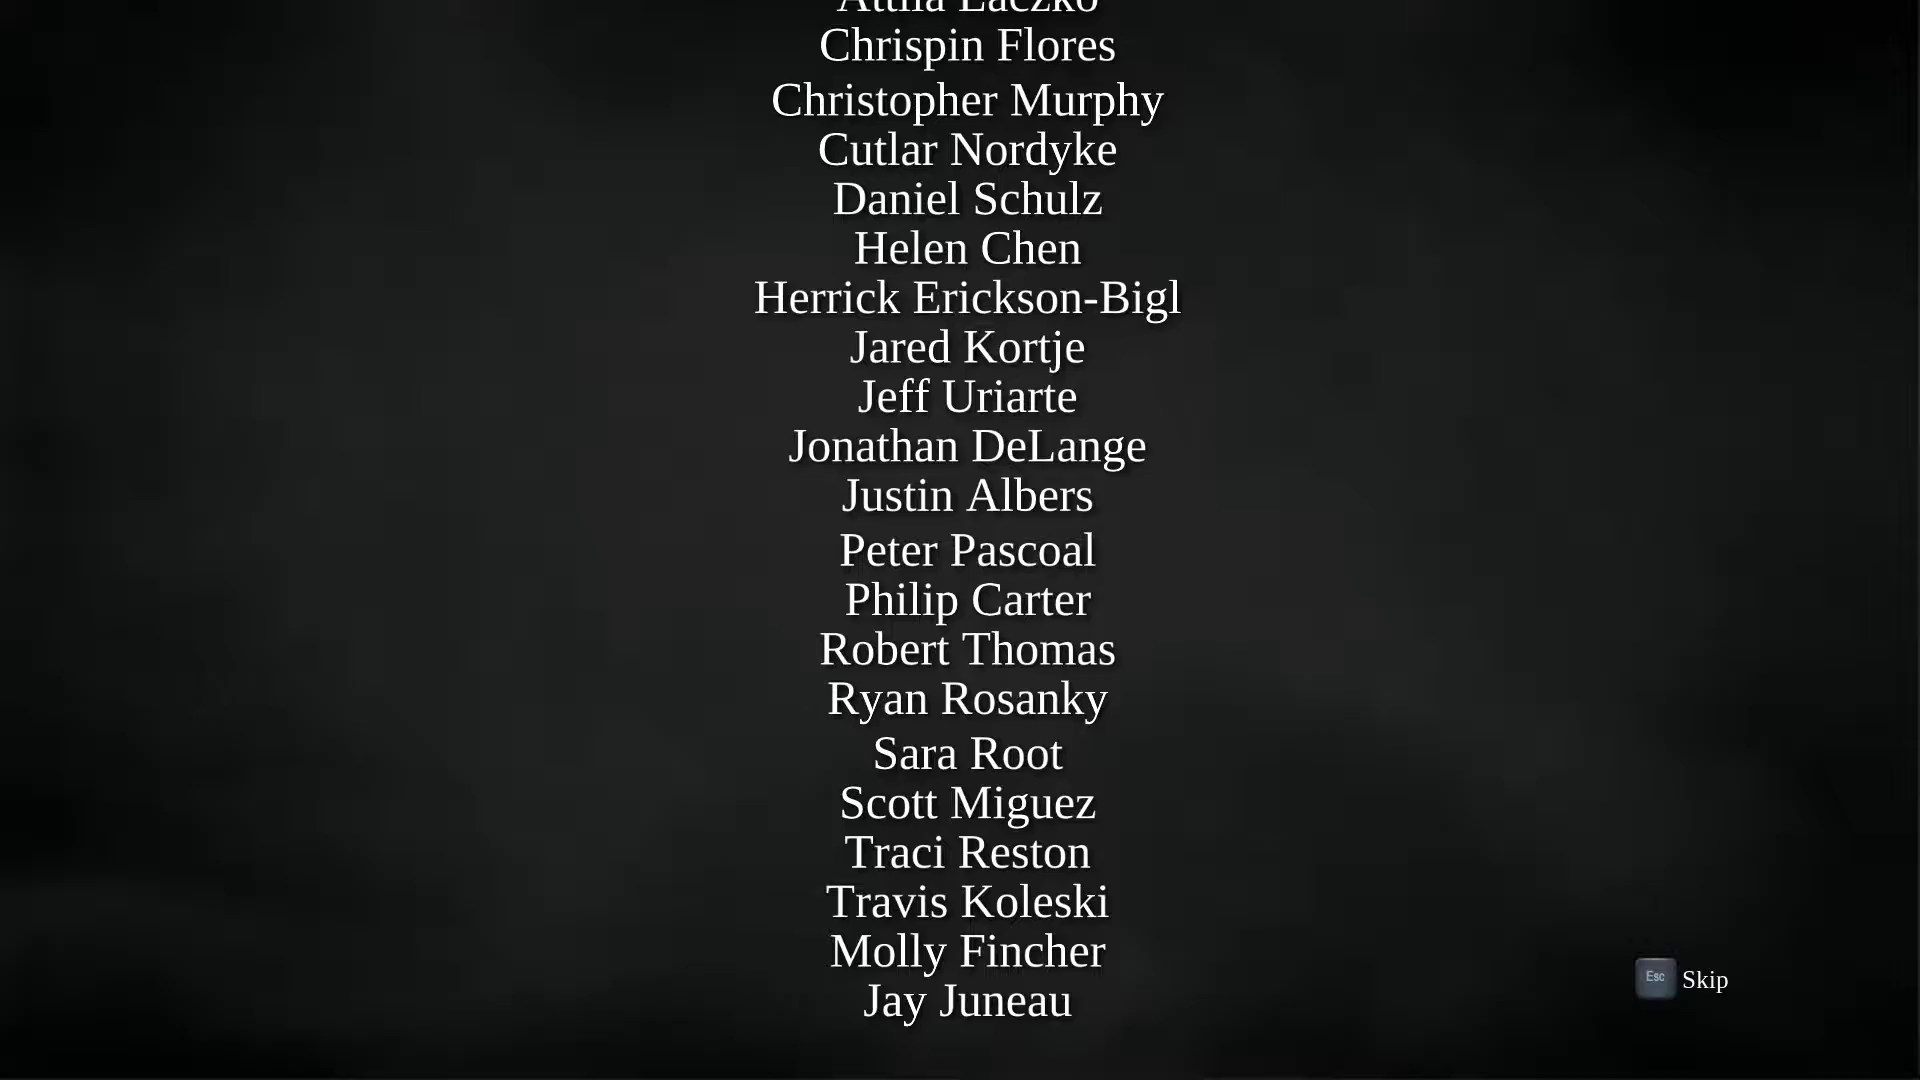 Attila Laczko
Chrispin Flores
Christopher Murphy
Cutlar Nordyke
Daniel Schulz
Helen Chen
Herrick Erickson-Bigl
Jared Kortje
Jeff Uriarte
Jonathan DeLange
Justin Albers
Peter Pascoal
Philip Carter
Robert Thomas
Ryan Rosanky
Sara Root
Scott Miguez
Traci Reston
Travis Koleski
Molly Fincher
Esc Skip
Jay Juneau